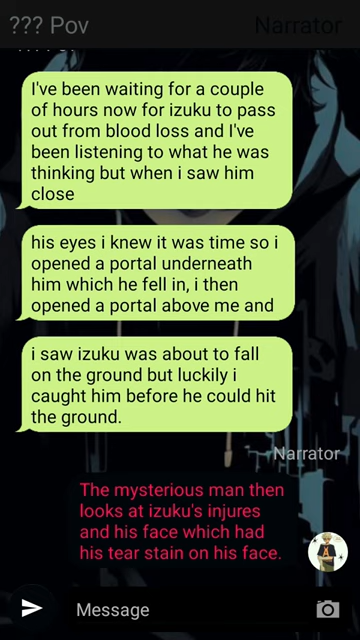 ??? Pov
Narrator
I've been waiting for a couple
of hours now for izuku to pass
out from blood loss and I've
been listening to what he was
thinking but when i saw him
close
his eyes i knew it was time so i
opened a portal underneath
him which he fell in, i then
opened a portal above me and
i saw izuku was about to fall
on the ground but luckily i
caught him before he could hit
the ground.
Narrator
The mysterious man then
looks at izuku's injures
and his face which had
his tear stain on his face.
Message